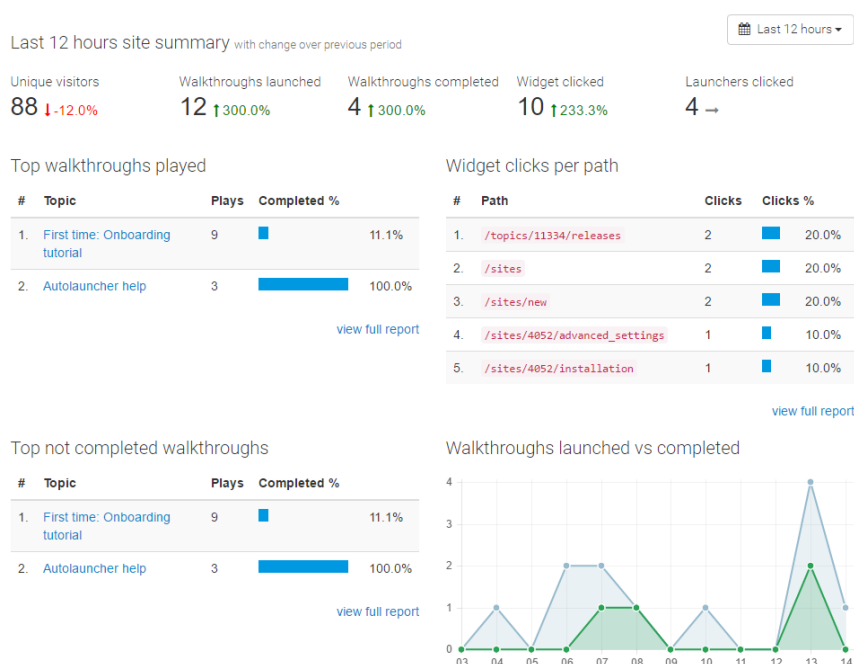 Last 12 hours
Last 12 hours site summary with change over previous period
Unique visitors
88 -12.0%
Walkthroughs launched
12 300.0%
Walkthroughs completed
4 300.0%
Widget clicked
10 233.3%
Launchers clicked
4
Top walkthroughs played
# Topic Plays Completed %
1. First time: Onboarding 9 11.1%
tutorial
2. Autolauncher help 3 100.0%
view full report
Widget clicks per path
# Path Clicks Clicks %
1. /topics/11334/releases 2 20.0%
2. /sites 2 20.0%
3. /sites/new 2 20.0%
4. /sites/4052/advanced_settings 1 10.0%
5. /sites/4052/installation 1 10.0%
view full report
Top not completed walkthroughs
# Topic Plays Completed %
1. First time: Onboarding 9 11.1%
tutorial
2. Autolauncher help 3 100.0%
view full report
Walkthroughs launched vs completed
4
3
2
1
0
03 04 05 06 07 08 09 10 11 12 13 14